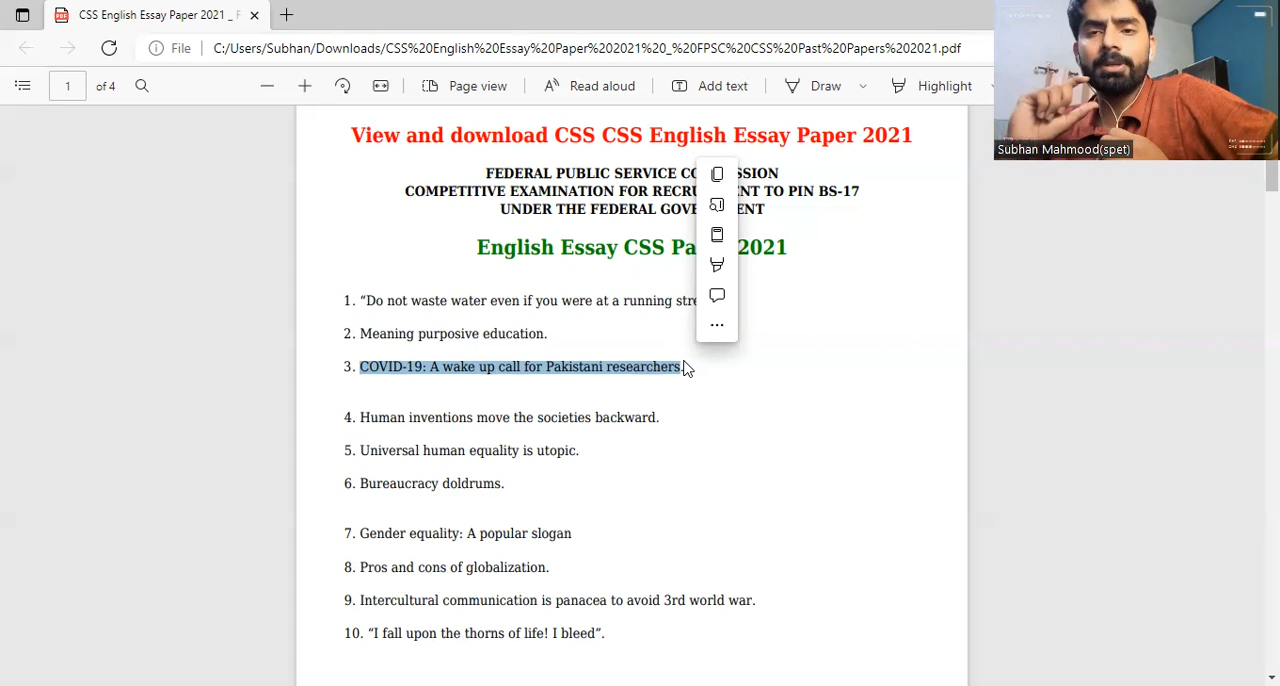 CSS English Essay Paper 2021 _ F
File C:/Users/Subhan/Downloads/CSS%20English%20Essay%20Paper%202021%20_%20FPSC%20CSS%20Past%20Papers%202021.pdf
1 of 4 Page view Read aloud Add text Draw Highlight
Subhan Mahmood(spet)
View and download CSS CSS English Essay Paper 2021
FEDERAL PUBLIC SERVICE CO SSION
COMPETITIVE EXAMINATION FOR RECRU ENT TO PIN BS-17
UNDER THE FEDERAL GOVE ENT
English Essay CSS Pa 2021
1. “Do not waste water even if you were at a running stre
2. Meaning purposive education.
3. COVID-19: A wake up call for Pakistani researchers.
4. Human inventions move the societies backward.
5. Universal human equality is utopic.
6. Bureaucracy doldrums.
7. Gender equality: A popular slogan
8. Pros and cons of globalization.
9. Intercultural communication is panacea to avoid 3rd world war.
10. “I fall upon the thorns of life! I bleed”.